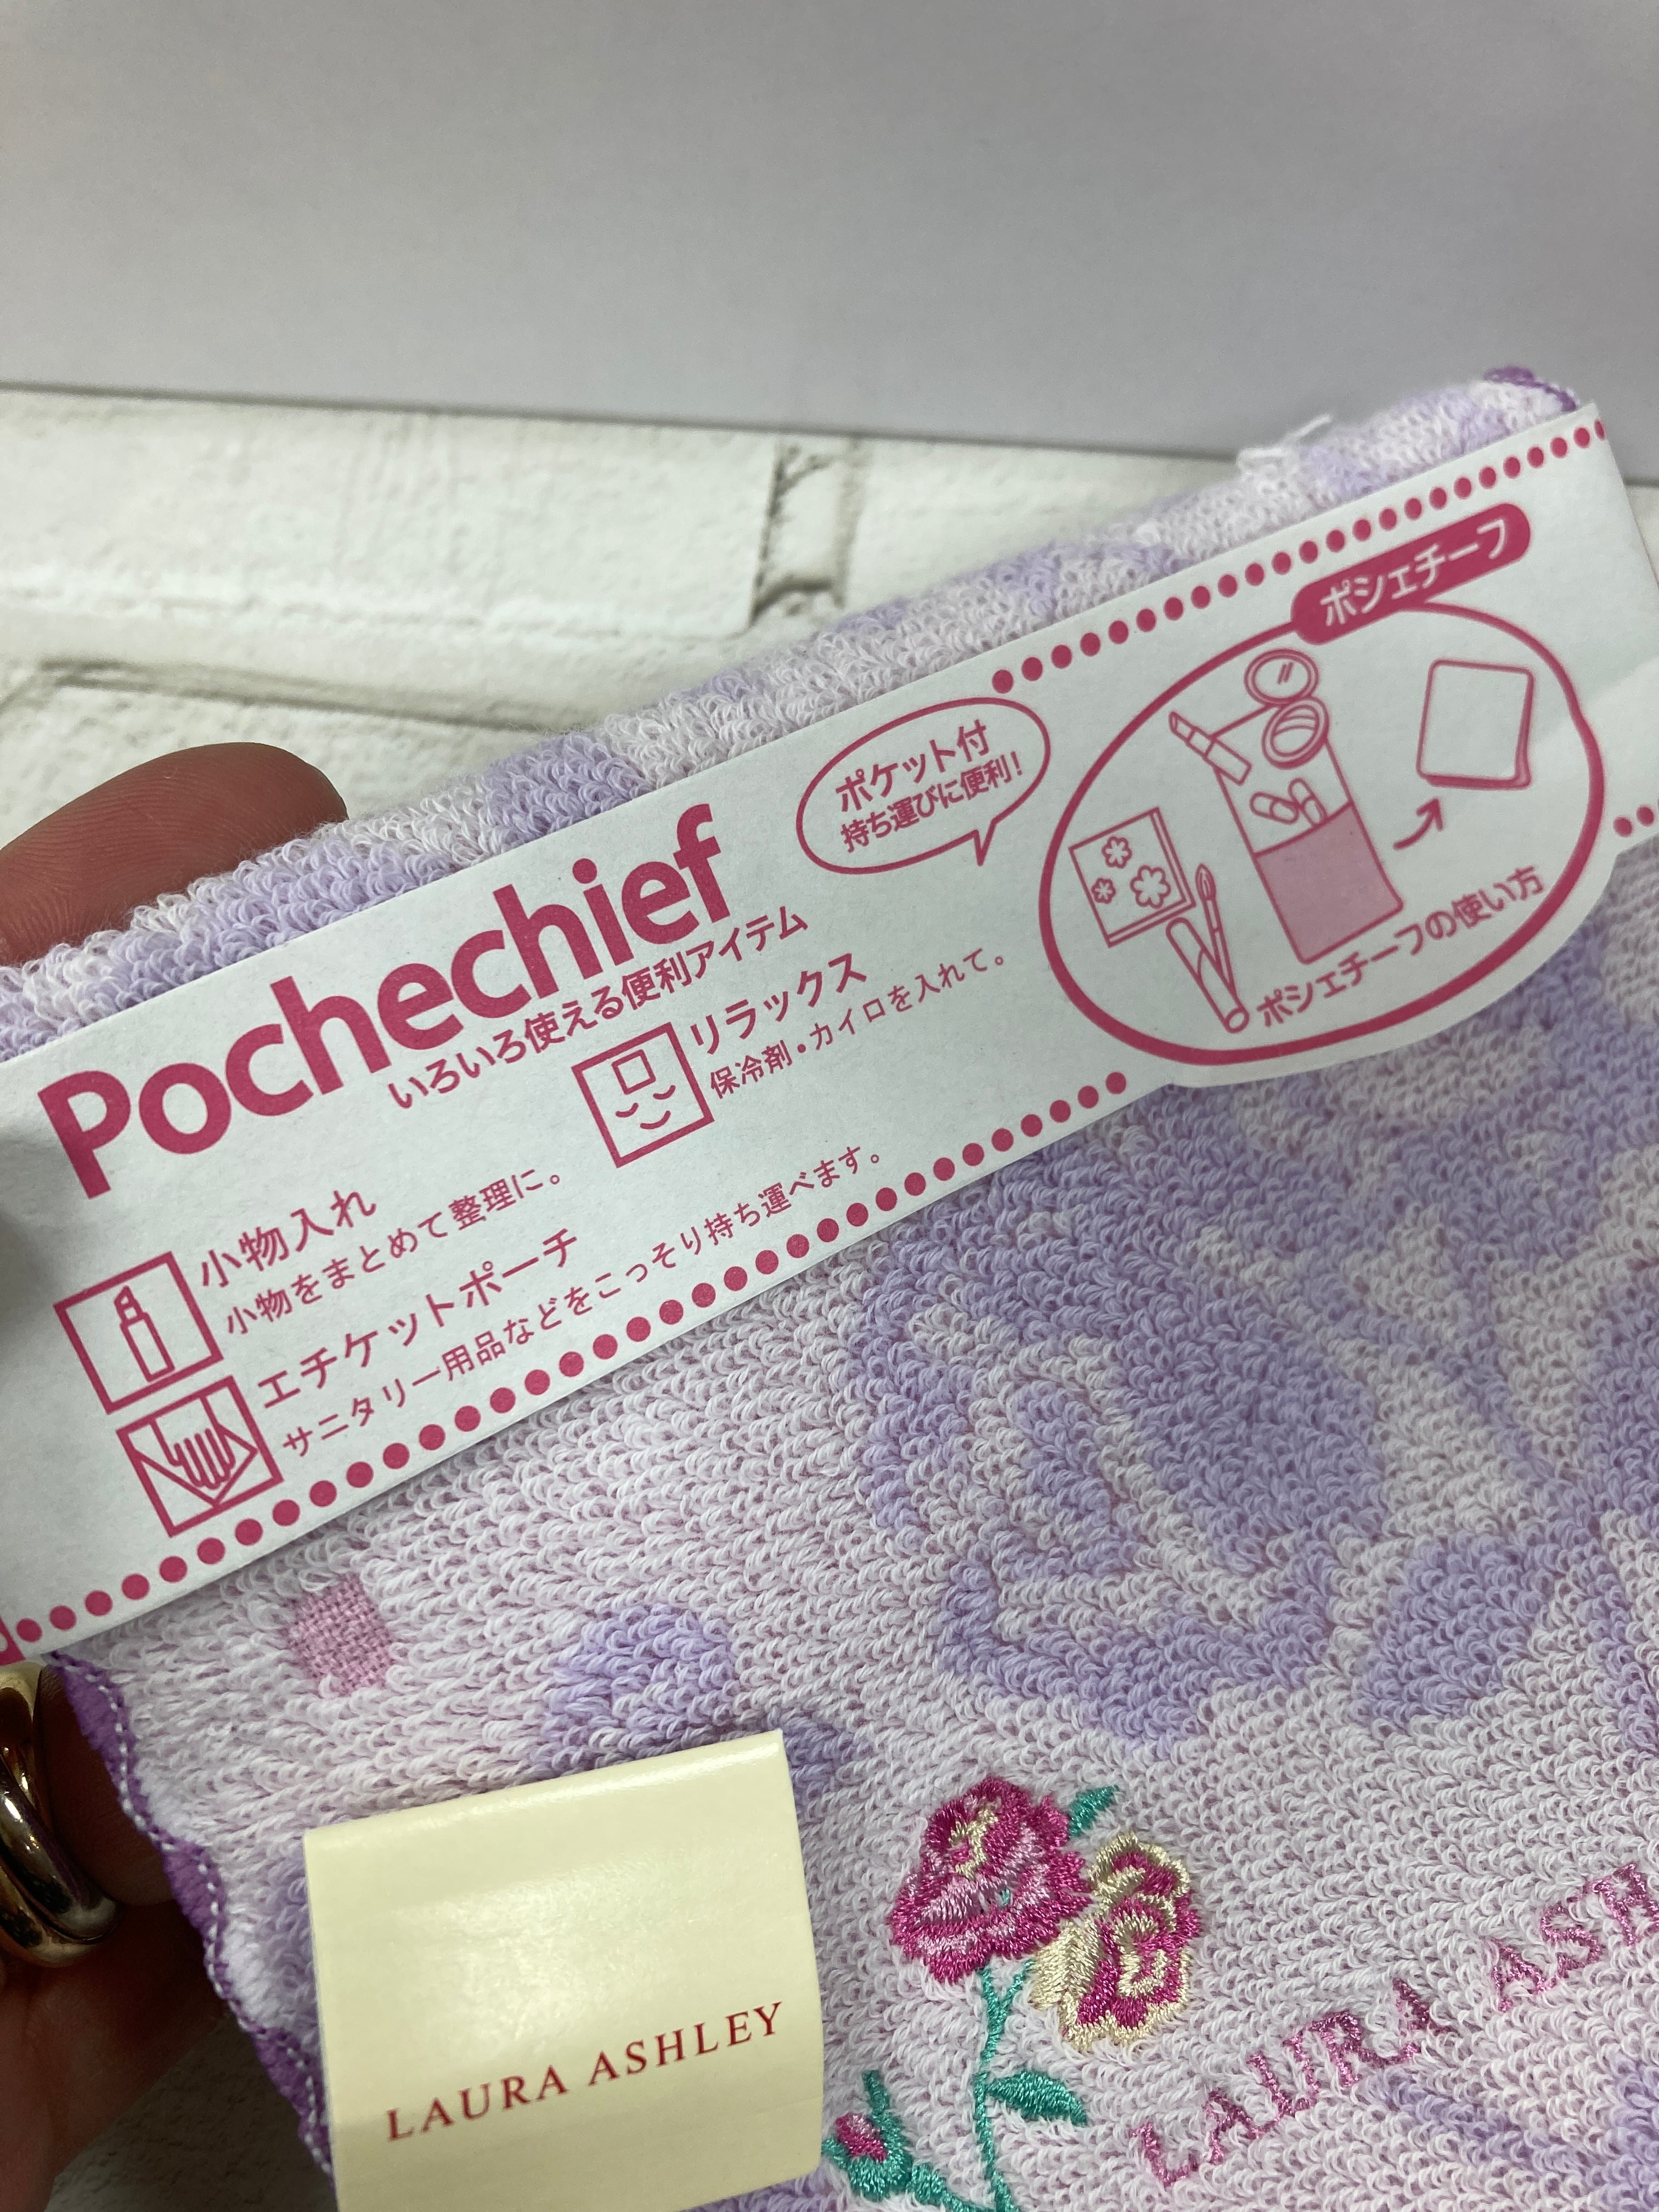 ポシェチーフ
ポケット付
持ち運びに便利!
Pochechief
いろいろ使える便利アイテム
小物入れ
小物をまとめて整理に。
エチケットポーチ
サニタリー用品などをこっそり持ち運べます。
リラックス
保冷剤・カイロを入れて。
ポシェチーフの使い方
LAURA ASHLEY
LAURA ASH